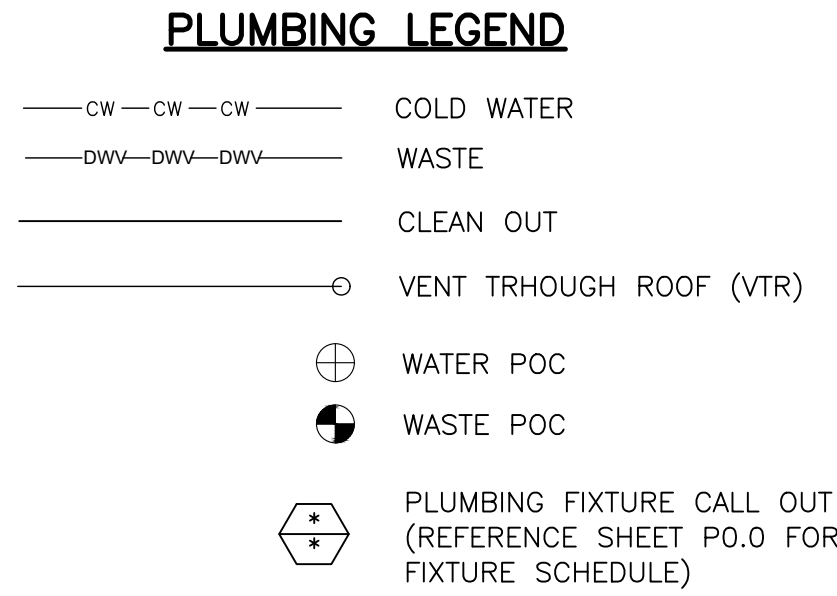 PLUMBING LEGEND
CW CW CW COLD WATER
DWV DWV DWV WASTE
CLEAN OUT
VENT TRHOUGH ROOF (VTR)
WATER POC
WASTE POC
PLUMBING FIXTURE CALL OUT
* (REFERENCE SHEET P0.0 FOR
* FIXTURE SCHEDULE)